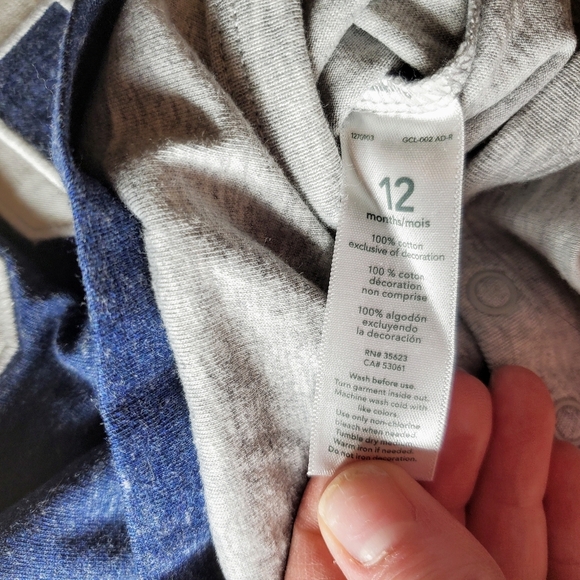 1270103 GCL-002 AD-R
12
months/mois
100% cotton
exclusive of decoration
100 % coton
décoration
non comprise
100% algodón
excluyendo
la decoración
RN# 35623
CA# 53061
Wash before use.
Turn garment inside out.
Machine wash cold with
like colors.
Use only non-chlorine
bleach when needed.
Tumble dry medium.
Warm iron if needed.
Do not iron decoration.